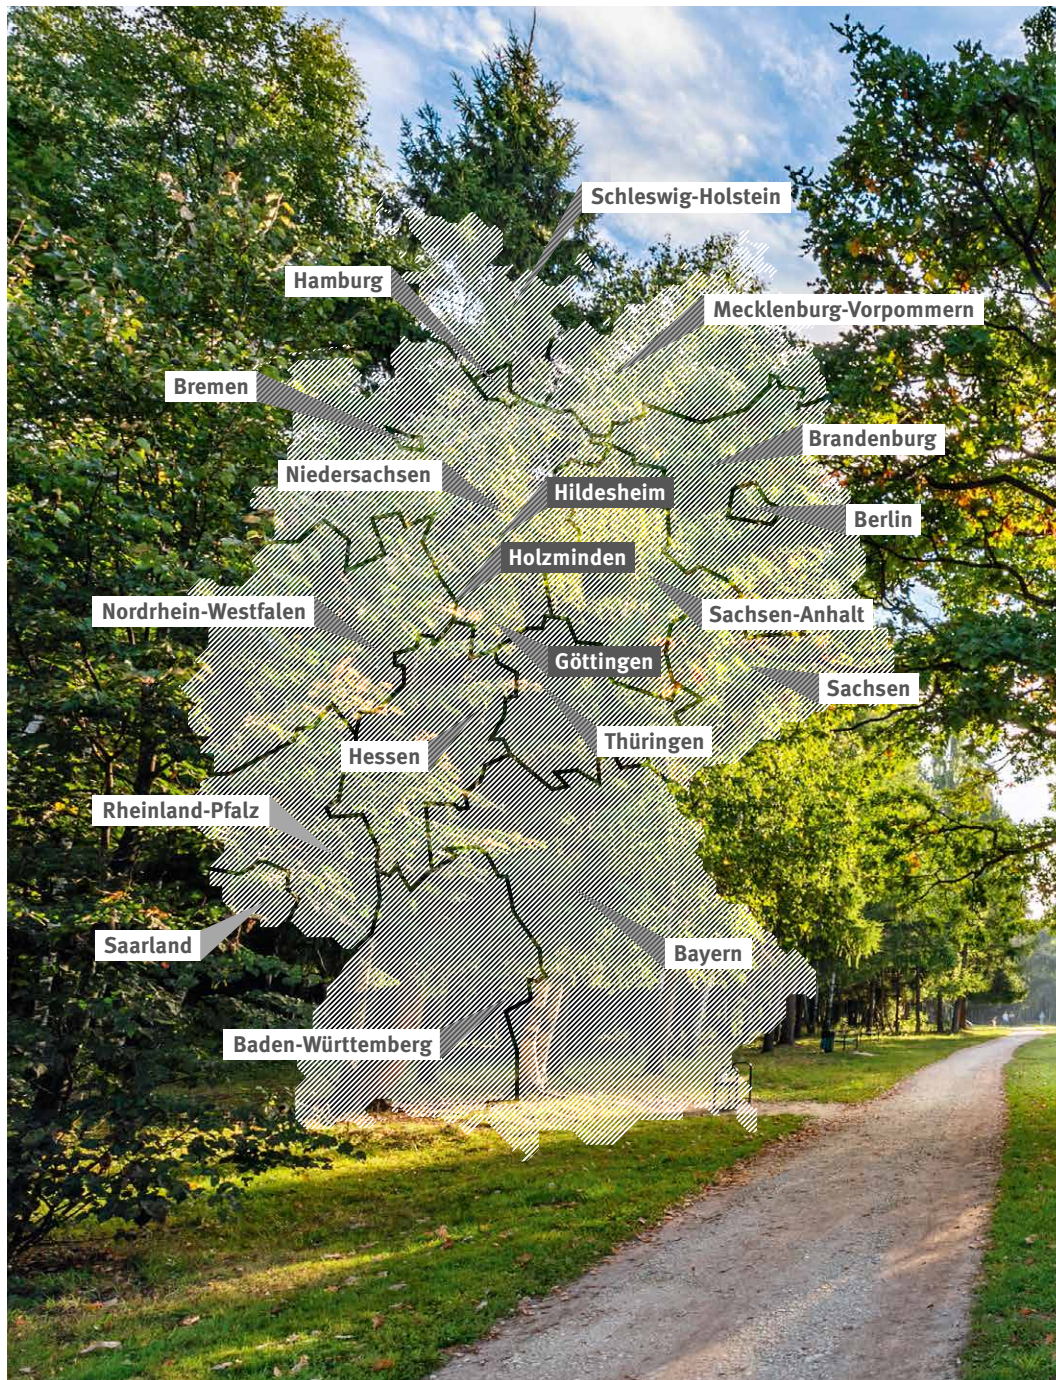 Schleswig-Holstein
Hamburg
Mecklenburg-Vorpommern
Bremen
Brandenburg
Niedersachsen
Hildesheim
Berlin
Holzminden
Nordrhein-Westfalen
Sachsen-Anhalt
Göttingen
Sachsen
Thüringen
Hessen
Rheinland-Pfalz
Saarland
Bayern
Baden-Württemberg